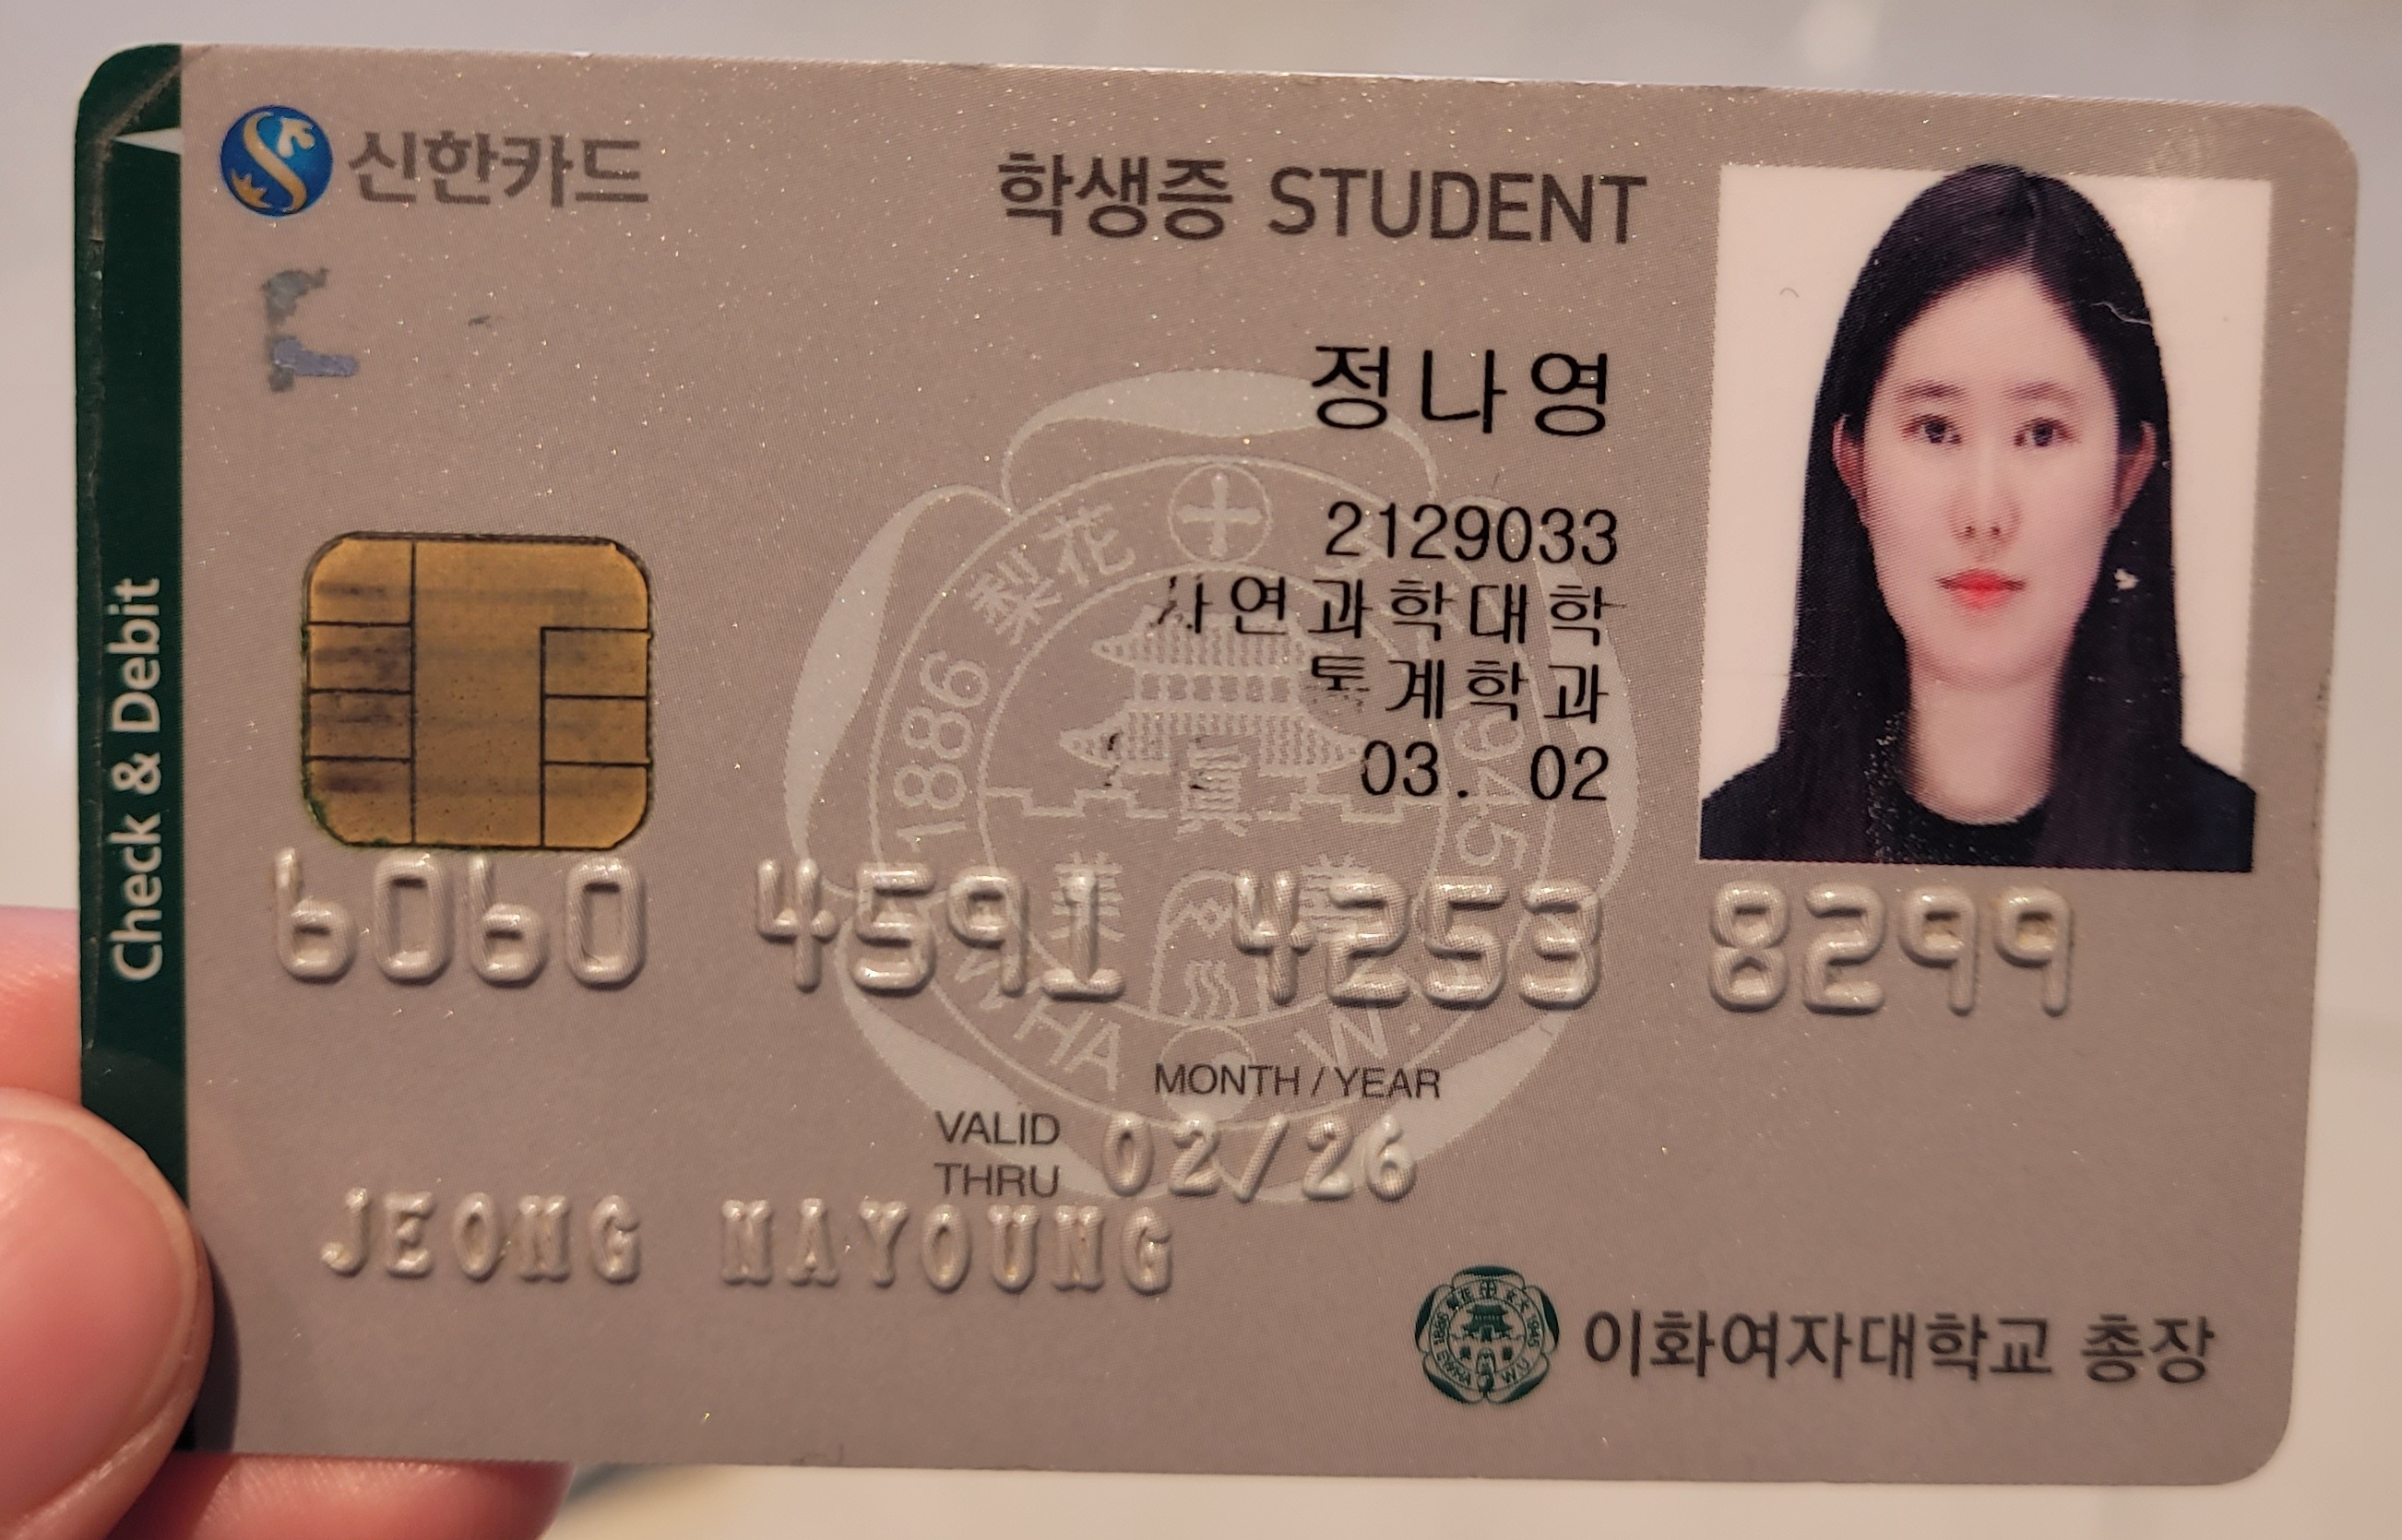 신한카드
학생증 STUDENT
정나영
2129033
자연과학대학
통계학과
03. 02
1886 梨花
1945
眞
Check & Debit
6060 4591 4253 8299
MONTH / YEAR
VALID THRU 02/26
JEONG NAYOUNG
이화여자대학교 총장